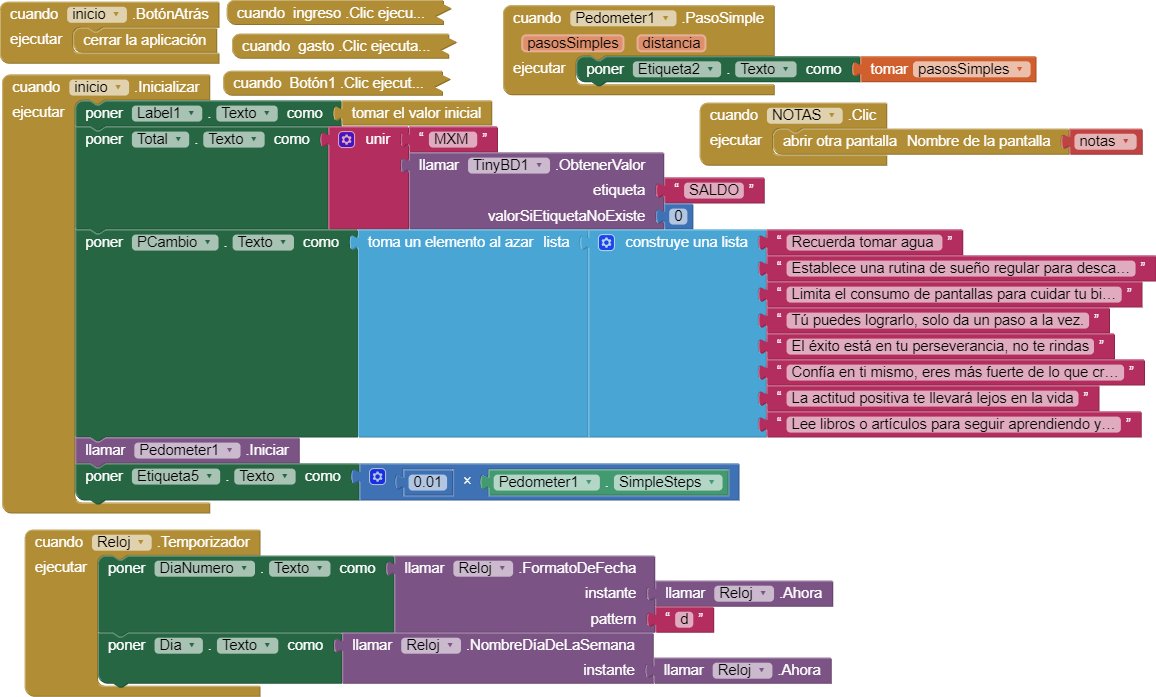 cuando inicio .BotónAtrás
ejecutar cerrar la aplicación
cuando ingreso .Clic ejecu...
cuando gasto .Clic ejecuta...
cuando Botón1 .Clic ejecut...
cuando Pedometer1 .PasoSimple
pasosSimples distancia
ejecutar poner Etiqueta2 . Texto como tomar pasosSimples
cuando NOTAS .Clic
ejecutar abrir otra pantalla Nombre de la pantalla notas
cuando inicio .Inicializar
ejecutar poner Label1 . Texto como tomar el valor inicial
poner Total . Texto como unir " MXM "
llamar TinyBD1 .ObtenerValor
etiqueta " SALDO "
valorSiEtiquetaNoExiste 0
poner PCambio . Texto como toma un elemento al azar lista construye una lista " Recuerda tomar agua "
" Establece una rutina de sueño regular para desca... "
" Limita el consumo de pantallas para cuidar tu bi... "
" Tú puedes lograrlo, solo da un paso a la vez. "
" El éxito está en tu perseverancia, no te rindas "
" Confía en ti mismo, eres más fuerte de lo que cr... "
" La actitud positiva te llevará lejos en la vida "
" Lee libros o artículos para seguir aprendiendo y... "
llamar Pedometer1 .Iniciar
poner Etiqueta5 . Texto como 0.01 × Pedometer1 . SimpleSteps
cuando Reloj .Temporizador
ejecutar poner DiaNumero . Texto como llamar Reloj .FormatoDeFecha
instante llamar Reloj .Ahora
pattern " d "
poner Dia . Texto como llamar Reloj .NombreDíaDeLaSemana
instante llamar Reloj .Ahora